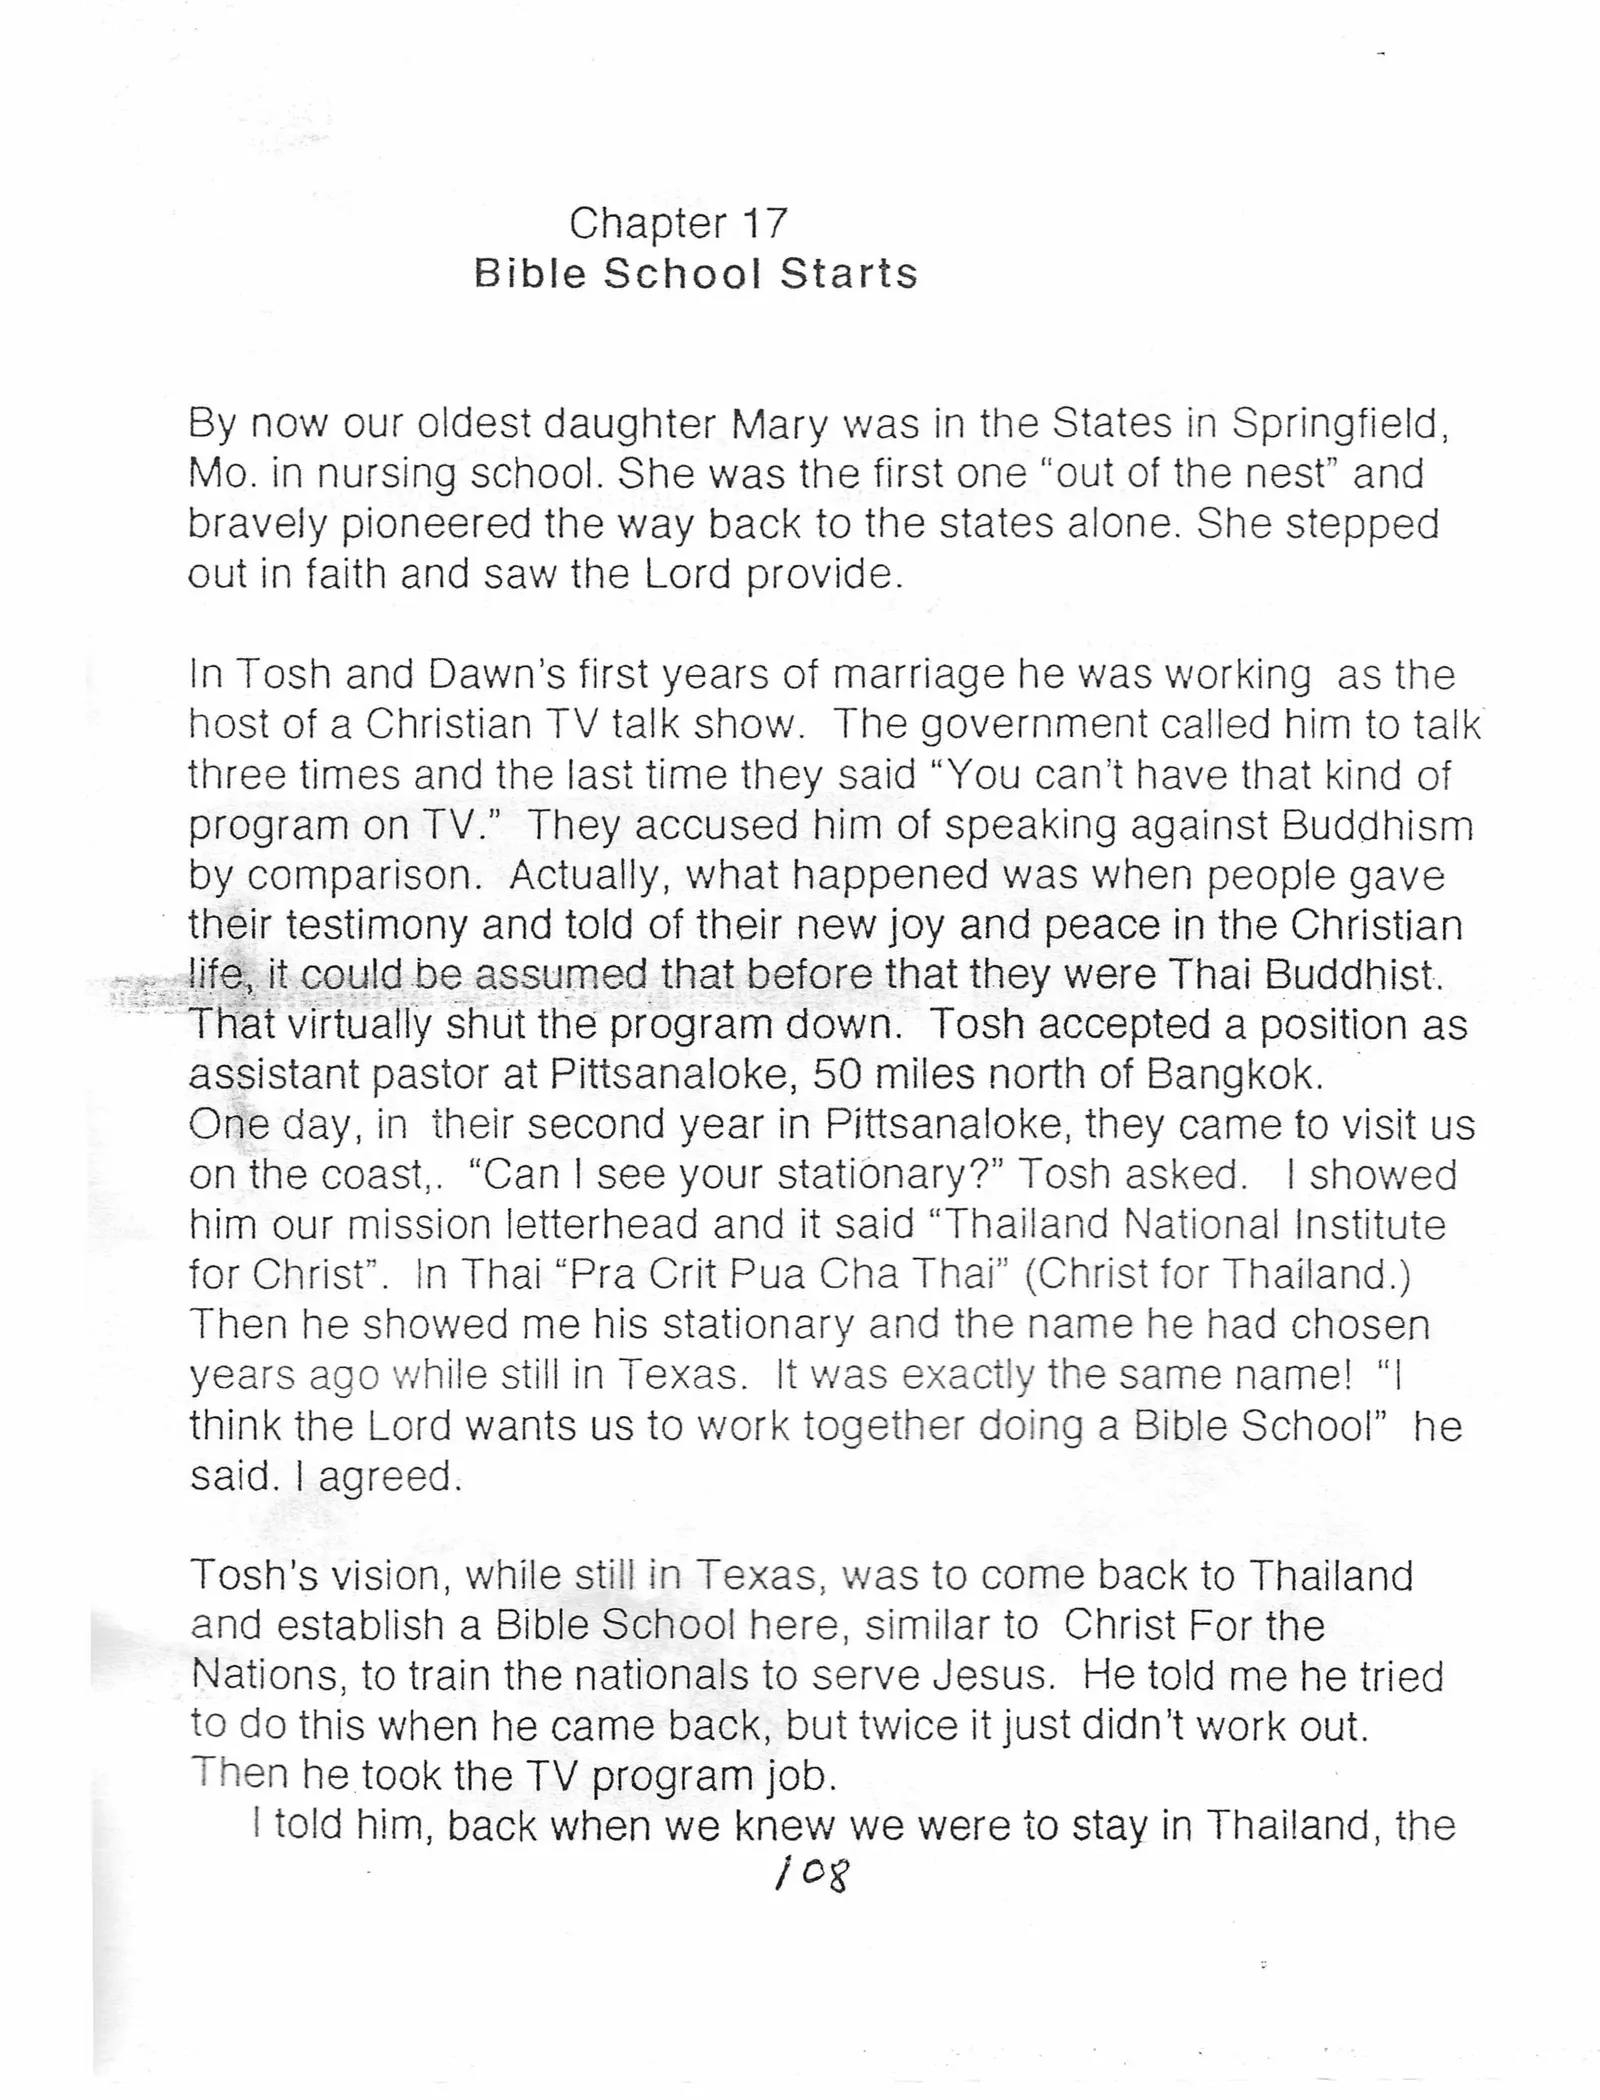 Chapter 17
Bible School Starts
By now our oldest daughter Mary was in the States in Springfield,
Mo. in nursing school. She was the first one “out of the nest” and
bravely pioneered the way back to the states alone. She stepped
out in faith and saw the Lord provide.
In Tosh and Dawn's first years of marriage he was working  as the
host of a Christian TV talk show.  The government called him to talk
three times and the last time they said “You can't have that kind of
program on TV.”  They accused him of speaking against Buddhism
by comparison.  Actually, what happened was when people gave
their testimony and told of their new joy and peace in the Christian
life, it could be assumed that before that they were Thai Buddhist.
That virtually shut the program down.  Tosh accepted a position as
assistant pastor at Pittsanaloke, 50 miles north of Bangkok.
One day, in  their second year in Pittsanaloke, they came to visit us
on the coast,.  “Can I see your stationary?” Tosh asked.   I showed
him our mission letterhead and it said “Thailand National Institute
for Christ”.  In Thai “Pra Crit Pua Cha Thai” (Christ for Thailand.)
Then he showed me his stationary and the name he had chosen
years ago while still in Texas.  It was exactly the same name!  “I
think the Lord wants us to work together doing a Bible School”  he
said. I agreed.
Tosh's vision, while still in Texas, was to come back to Thailand
and establish a Bible School here, similar to  Christ For the
Nations, to train the nationals to serve Jesus.  He told me he tried
to do this when he came back, but twice it just didn't work out.
Then he took the TV program job.
I told him, back when we knew we were to stay in Thailand, the
108